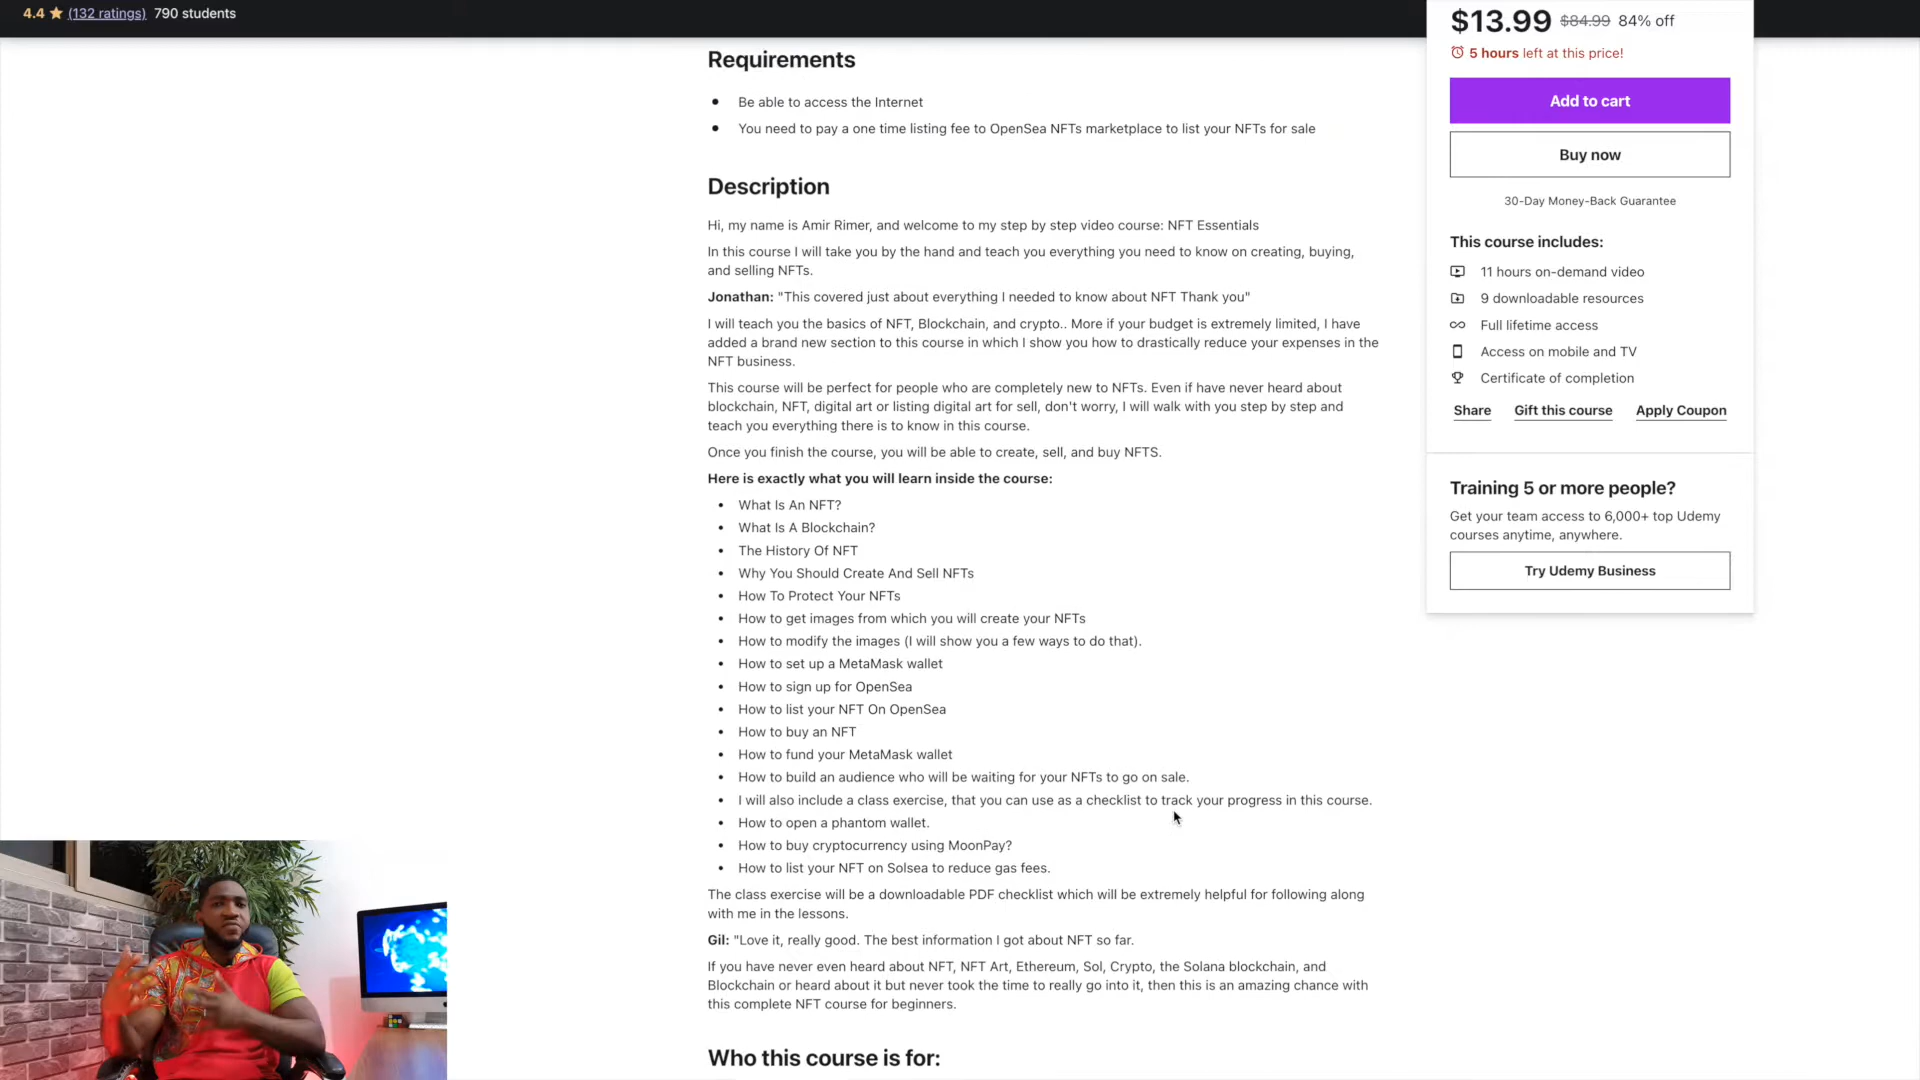 4.4 (132 ratings) 790 students
$13.99 $84.99 84% off
5 hours left at this price!
Add to cart
Buy now
30-Day Money-Back Guarantee
This course includes:
11 hours on-demand video
9 downloadable resources
Full lifetime access
Access on mobile and TV
Certificate of completion
Share Gift this course Apply Coupon
Training 5 or more people?
Get your team access to 6,000+ top Udemy
courses anytime, anywhere.
Try Udemy Business
Requirements
Be able to access the Internet
You need to pay a one time listing fee to OpenSea NFTs marketplace to list your NFTs for sale
Description
Hi, my name is Amir Rimer, and welcome to my step by step video course: NFT Essentials
In this course I will take you by the hand and teach you everything you need to know on creating, buying,
and selling NFTs.
Jonathan: "This covered just about everything I needed to know about NFT Thank you"
I will teach you the basics of NFT, Blockchain, and crypto.. More if your budget is extremely limited, I have
added a brand new section to this course in which I show you how to drastically reduce your expenses in the
NFT business.
This course will be perfect for people who are completely new to NFTs. Even if have never heard about
blockchain, NFT, digital art or listing digital art for sell, don't worry, I will walk with you step by step and
teach you everything there is to know in this course.
Once you finish the course, you will be able to create, sell, and buy NFTS.
Here is exactly what you will learn inside the course:
• What Is An NFT?
• What Is A Blockchain?
• The History Of NFT
• Why You Should Create And Sell NFTs
• How To Protect Your NFTs
• How to get images from which you will create your NFTs
• How to modify the images (I will show you a few ways to do that).
• How to set up a MetaMask wallet
• How to sign up for OpenSea
• How to list your NFT On OpenSea
• How to buy an NFT
• How to fund your MetaMask wallet
• How to build an audience who will be waiting for your NFTs to go on sale.
• I will also include a class exercise, that you can use as a checklist to track your progress in this course.
• How to open a phantom wallet.
• How to buy cryptocurrency using MoonPay?
• How to list your NFT on Solsea to reduce gas fees.
The class exercise will be a downloadable PDF checklist which will be extremely helpful for following along
with me in the lessons.
Gil: "Love it, really good. The best information I got about NFT so far.
If you have never even heard about NFT, NFT Art, Ethereum, Sol, Crypto, the Solana blockchain, and
Blockchain or heard about it but never took the time to really go into it, then this is an amazing chance with
this complete NFT course for beginners.
Who this course is for: